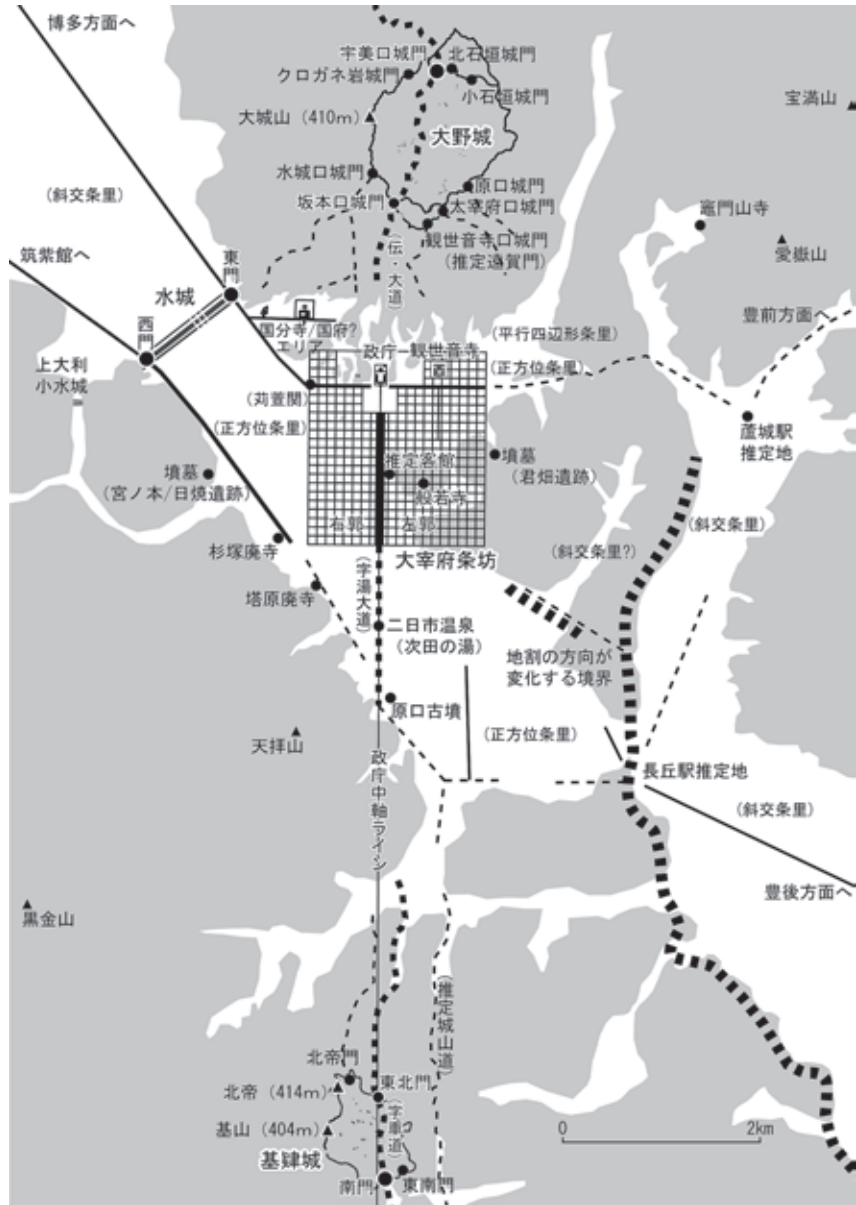 博多方面へ
宇美口城門
北石垣城門
クロガネ岩城門
小石垣城門
宝満山
大城山（410m）
大野城
水城口城門
原口城門
(斜交条里)
坂本口城門
太宰府口城門
竈門山寺
観世音寺口城門
(推定遠賀門)
愛嶽山
筑紫館へ
東門
(伝・大道)
水城
豊前方面へ
国分寺/国府?
エリア
西門
(平行四辺形条里)
政庁
観世音寺
(正方位条里)
上大利
小水城
(苅萱関)
(正方位条里)
蘆城駅
推定地
推定客館
墳墓
(君畑遺跡)
墳墓
(宮ノ本/日焼遺跡)
般若寺
右郭
左郭
(斜交条里)
杉塚廃寺
(斜交条里?)
大宰府条坊
塔原廃寺
(字湯大道)
二日市温泉
(次田の湯)
地割の方向が
変化する境界
原口古墳
天拝山
(正方位条里)
政庁中軸ライン
長丘駅推定地
(斜交条里)
豊後方面へ
黒金山
(推定城山道)
北帝門
北帝（414m）
東北門
基山（404m）
(字車道)
0
2km
基肄城
南門
東南門